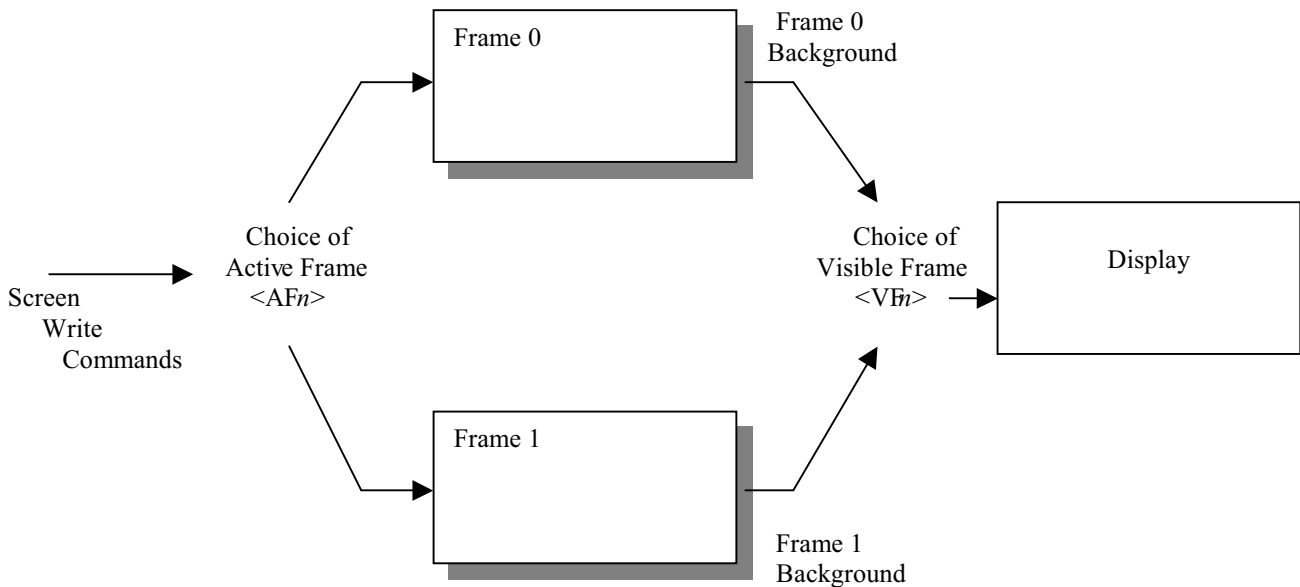 Frame 0
Frame 0
Background
Choice of
Active Frame
<AFn>
Screen
Write
Commands
Choice of
Visible Frame
<VFn>
Display
Frame 1
Frame 1
Background